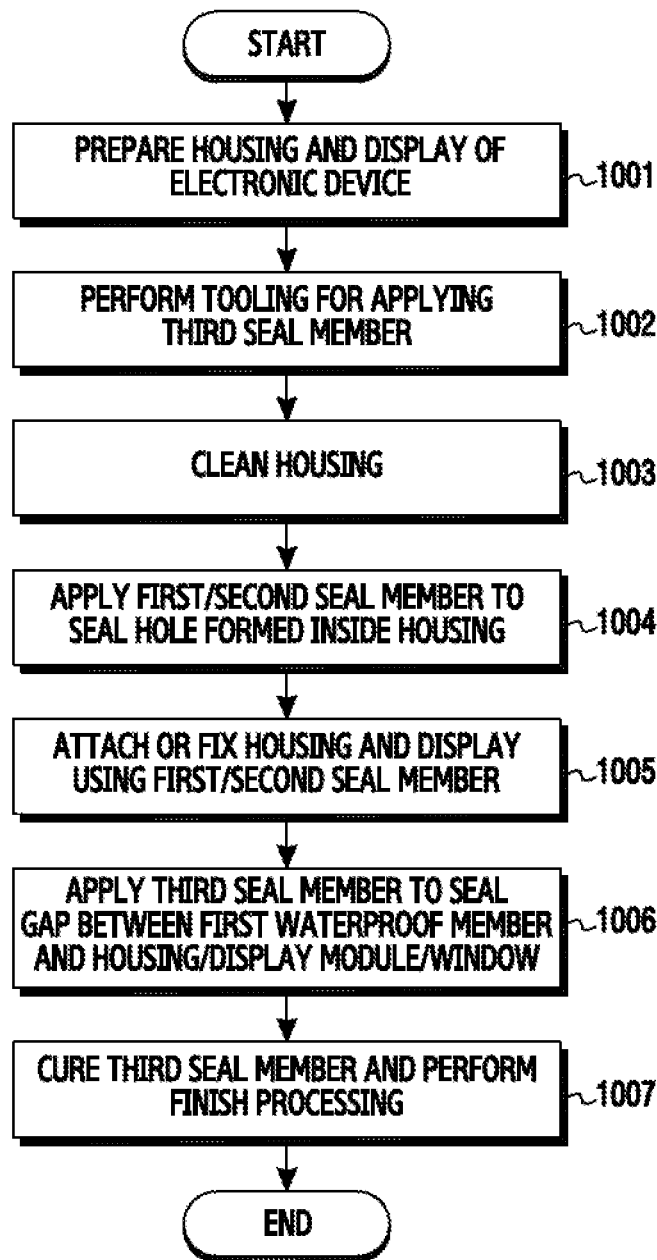 START
PREPARE HOUSING AND DISPLAY OF
ELECTRONIC DEVICE
1001
PERFORM TOOLING FOR APPLYING
THIRD SEAL MEMBER
1002
CLEAN HOUSING
1003
APPLY FIRST/SECOND SEAL MEMBER TO
SEAL HOLE FORMED INSIDE HOUSING
1004
ATTACH OR FIX HOUSING AND DISPLAY
USING FIRST/SECOND SEAL MEMBER
1005
APPLY THIRD SEAL MEMBER TO SEAL
GAP BETWEEN FIRST WATERPROOF MEMBER
AND HOUSING/DISPLAY MODULE/WINDOW
1006
CURE THIRD SEAL MEMBER AND PERFORM
FINISH PROCESSING
1007
END